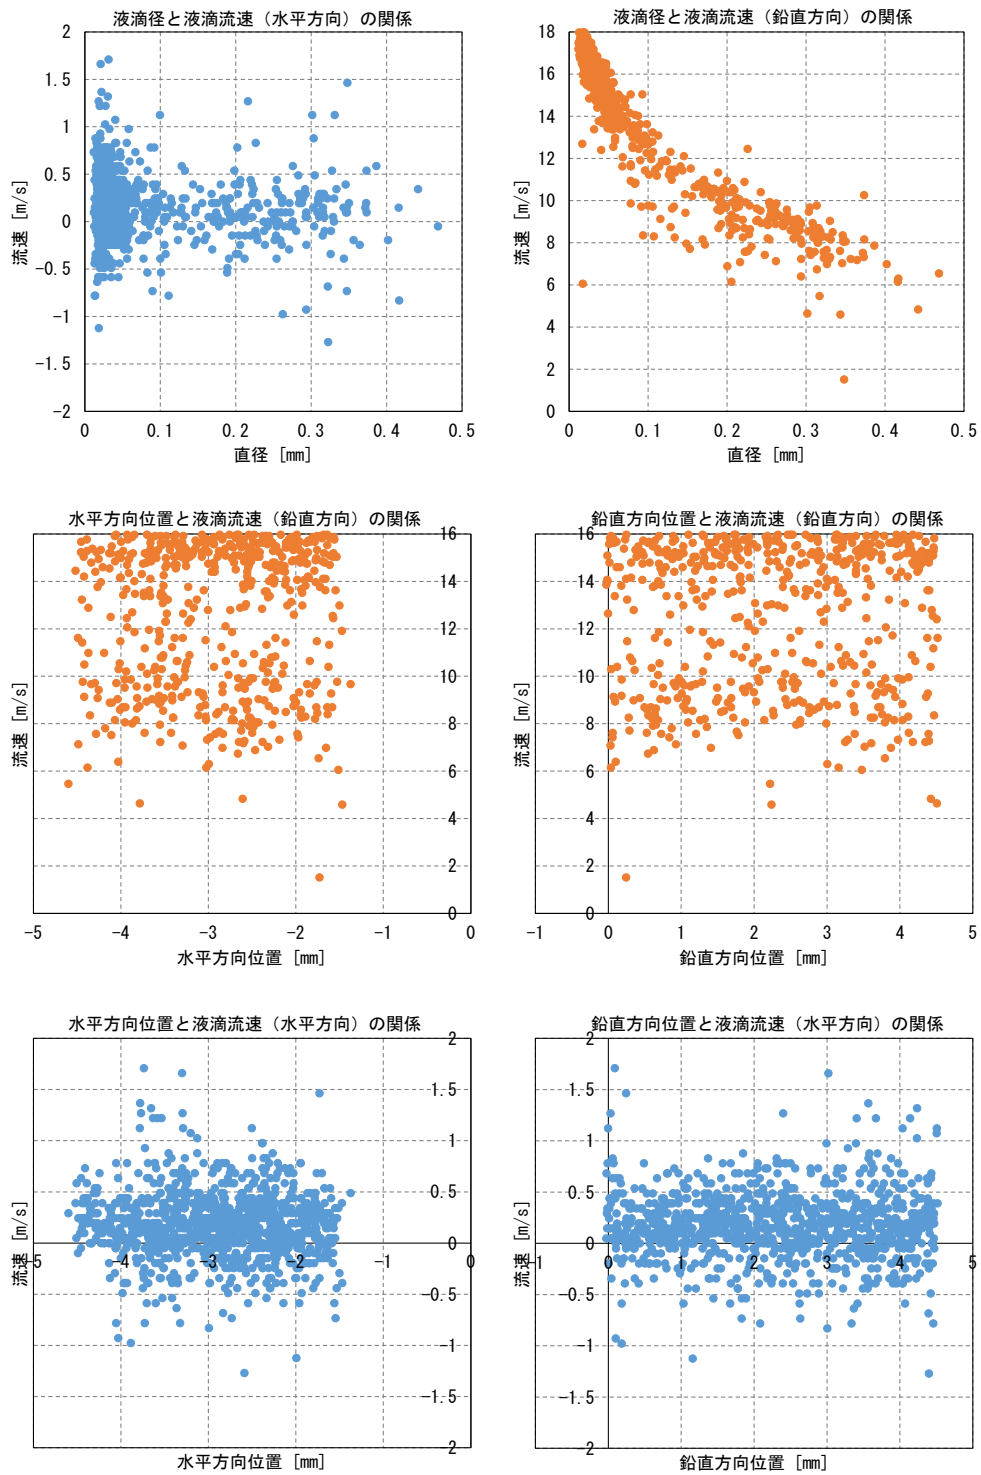 液滴径と液滴流速（水平方向）の関係
2
1.5
1
0.5
0
-0.5
-1
-1.5
-2
流速 [m/s]
0 0.1 0.2 0.3 0.4 0.5
直径 [mm]
液滴径と液滴流速（鉛直方向）の関係
18
16
14
12
10
8
6
4
2
0
流速 [m/s]
0 0.1 0.2 0.3 0.4 0.5
直径 [mm]
水平方向位置と液滴流速（鉛直方向）の関係
16
14
12
10
8
6
4
2
0
流速 [m/s]
-5 -4 -3 -2 -1 0
水平方向位置 [mm]
鉛直方向位置と液滴流速（鉛直方向）の関係
16
14
12
10
8
6
4
2
0
流速 [m/s]
-1 0 1 2 3 4 5
鉛直方向位置 [mm]
水平方向位置と液滴流速（水平方向）の関係
2
1.5
1
0.5
0
-0.5
-1
-1.5
-2
流速 [m/s]
-5 -4 -3 -2 -1 0
水平方向位置 [mm]
鉛直方向位置と液滴流速（水平方向）の関係
2
1.5
1
0.5
0
-0.5
-1
-1.5
-2
流速 [m/s]
-1 0 1 2 3 4 5
鉛直方向位置 [mm]